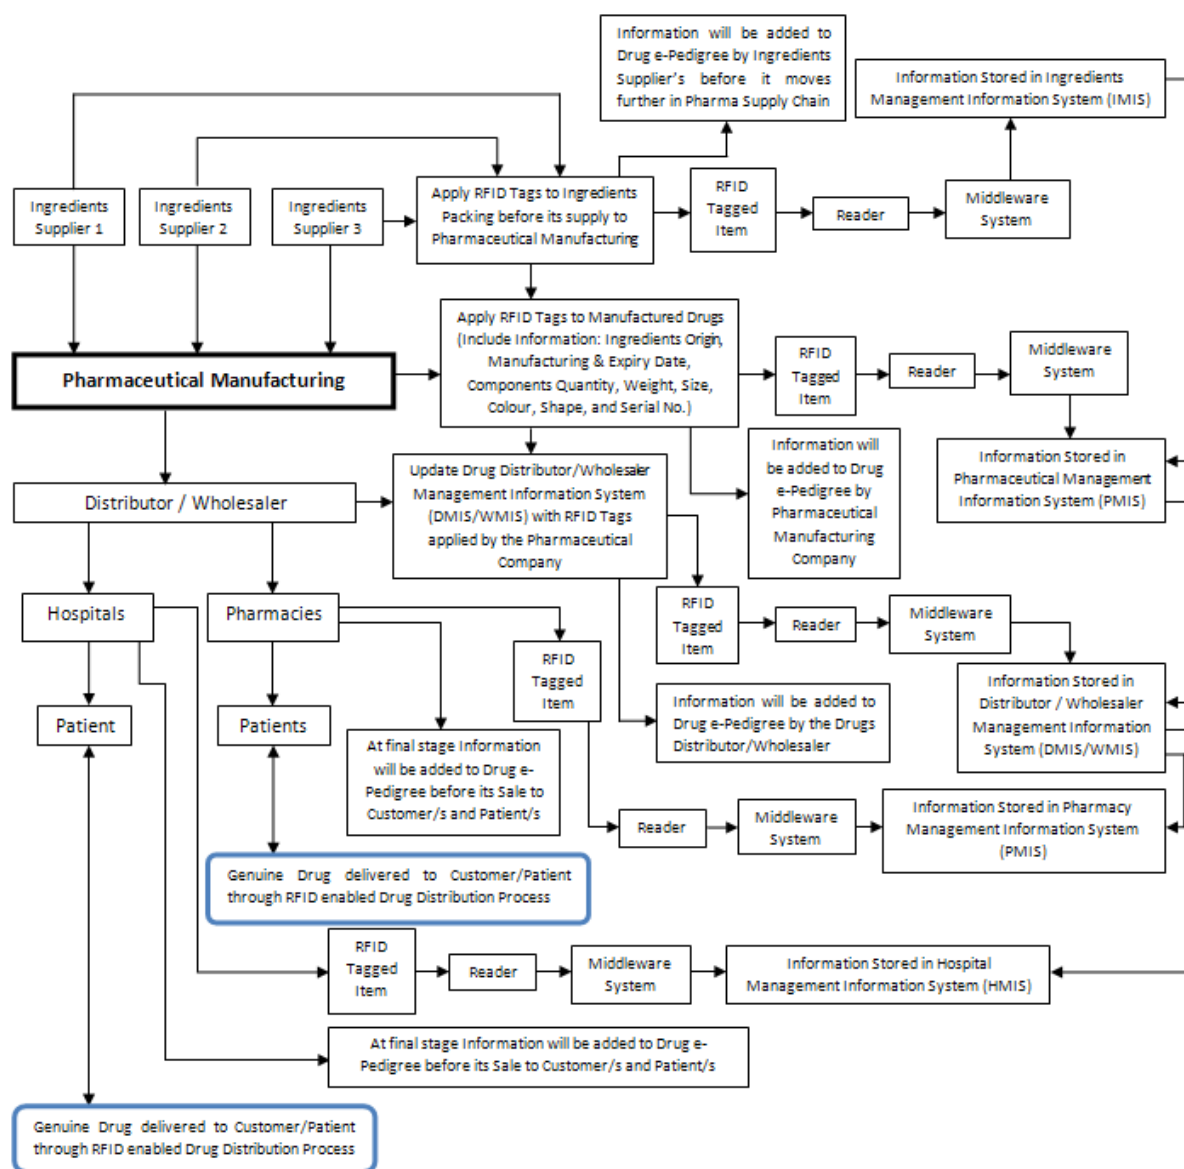 Information will be added to
Drug e-Pedigree by Ingredients
Supplier's before it moves
further in Pharma Supply Chain
Information Stored in Ingredients
Management Information System (IMIS)
Ingredients
Supplier 1
Ingredients
Supplier 2
Ingredients
Supplier 3
Apply RFID Tags to Ingredients
Packing before its supply to
Pharmaceutical Manufacturing
RFID
Tagged
Item
Reader
Middleware
System
Pharmaceutical Manufacturing
Apply RFID Tags to Manufactured Drugs
(Include Information: Ingredients Origin,
Manufacturing & Expiry Date,
Components Quantity, Weight, Size,
Colour, Shape, and Serial No.)
RFID
Tagged
Item
Reader
Middleware
System
Information Stored in
Pharmaceutical Management
Information System (PMIS)
Information will
be added to Drug
e-Pedigree by
Pharmaceutical
Manufacturing
Company
Distributor / Wholesaler
Update Drug Distributor/Wholesaler
Management Information System
(DMIS/WMIS) with RFID Tags
applied by the Pharmaceutical
Company
Hospitals
Pharmacies
RFID
Tagged
Item
Reader
Middleware
System
RFID
Tagged
Item
Information Stored in
Distributor / Wholesaler
Management Information
System (DMIS/WMIS)
Patient
Patients
Information will be added to
Drug e-Pedigree by the Drugs
Distributor/Wholesaler
At final stage Information
will be added to Drug e-
Pedigree before its Sale to
Customer/s and Patient/s
Reader
Middleware
System
Information Stored in Pharmacy
Management Information System
(PMIS)
Genuine Drug delivered to Customer/Patient
through RFID enabled Drug Distribution Process
RFID
Tagged
Item
Reader
Middleware
System
Information Stored in Hospital
Management Information System (HMIS)
At final stage Information will be added to Drug e-
Pedigree before its Sale to Customer/s and Patient/s
Genuine Drug delivered to Customer/Patient
through RFID enabled Drug Distribution Process